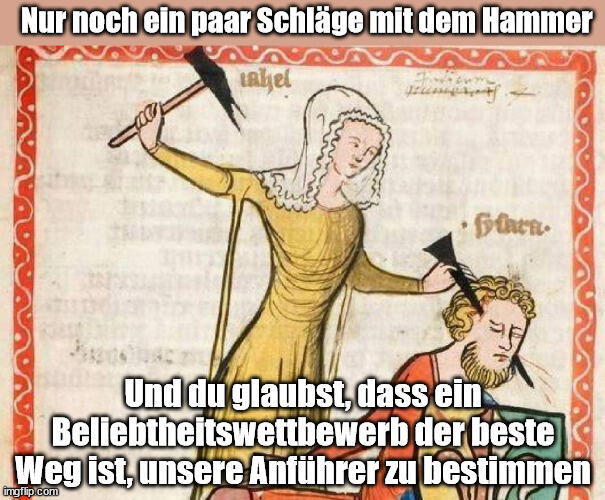 Nur noch ein paar Schläge mit dem Hammer
iahel
sysara
Und du glaubst, dass ein
Beliebtheitswettbewerb der beste
Weg ist, unsere Anführer zu bestimmen
imgflip.com